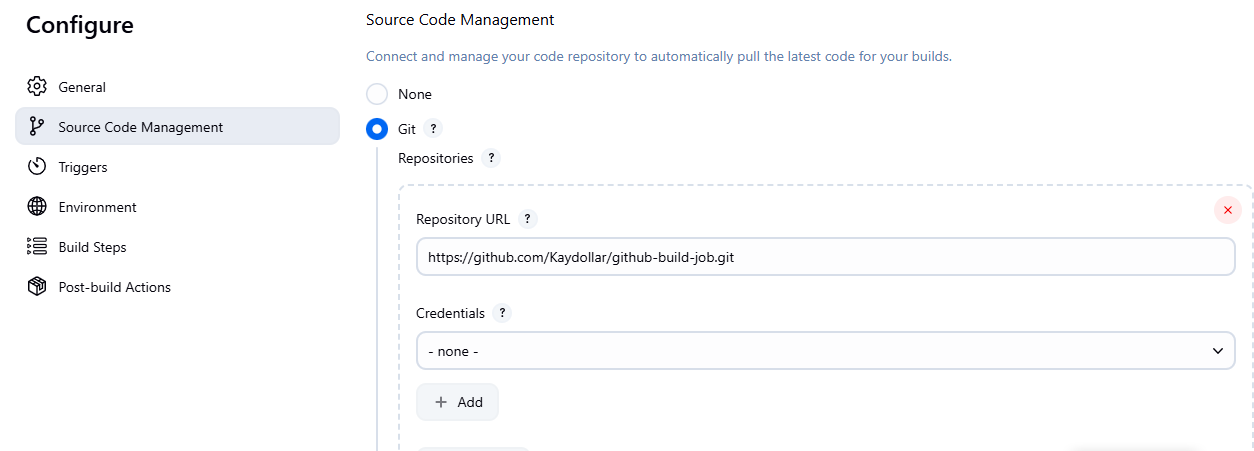 Configure
General
Source Code Management
Triggers
Environment
Build Steps
Post-build Actions
Source Code Management
Connect and manage your code repository to automatically pull the latest code for your builds.
None
Git ?
Repositories ?
Repository URL ?
https://github.com/Kaydollar/github-build-job.git
Credentials ?
- none -
+ Add